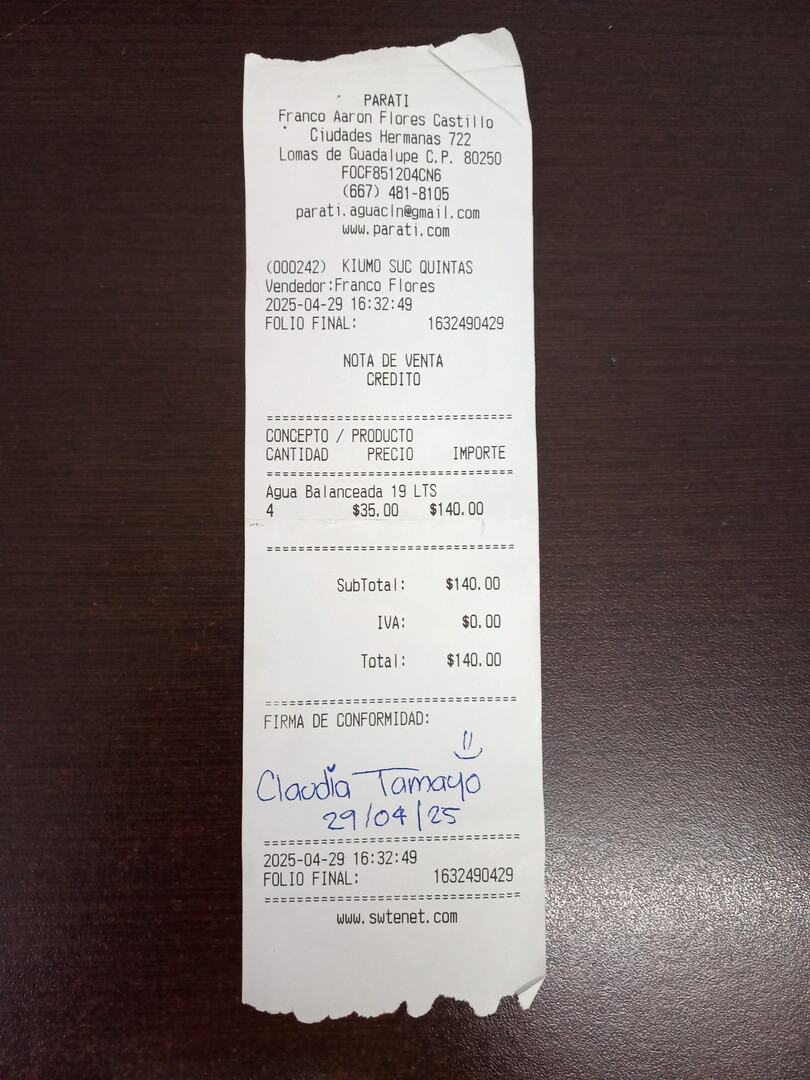 PARATI
Franco Aaron Flores Castillo
Ciudades Hermanas 722
Lomas de Guadalupe C.P. 80250
FOCF851204CN6
(667) 481-8105
parati.aguacln@gmail.com
www.parati.com
(000242) KIUMO SUC QUINTAS
Vendedor:Franco Flores
2025-04-29 16:32:49
FOLIO FINAL: 1632490429
NOTA DE VENTA
CREDITO
================================
CONCEPTO / PRODUCTO
CANTIDAD PRECIO IMPORTE
================================
Agua Balanceada 19 LTS
4 $35.00 $140.00
================================
SubTotal: $140.00
IVA: $0.00
Total: $140.00
================================
FIRMA DE CONFORMIDAD:
Claudia Tamayo
29/04/25
================================
2025-04-29 16:32:49
FOLIO FINAL: 1632490429
================================
www.swtenet.com